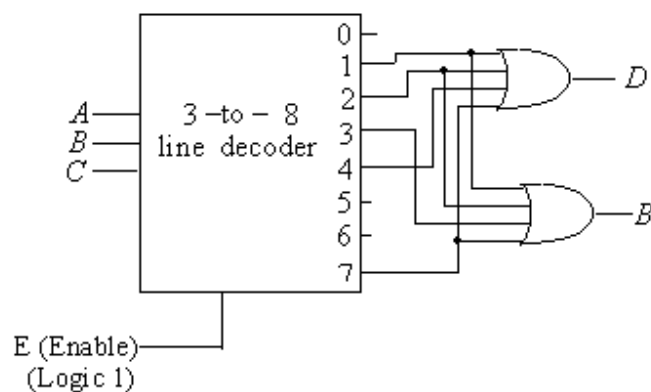 0
1
2
3
4
5
6
7
A
B
C
3 -to - 8
line decoder
D
B
E (Enable)
(Logic 1)